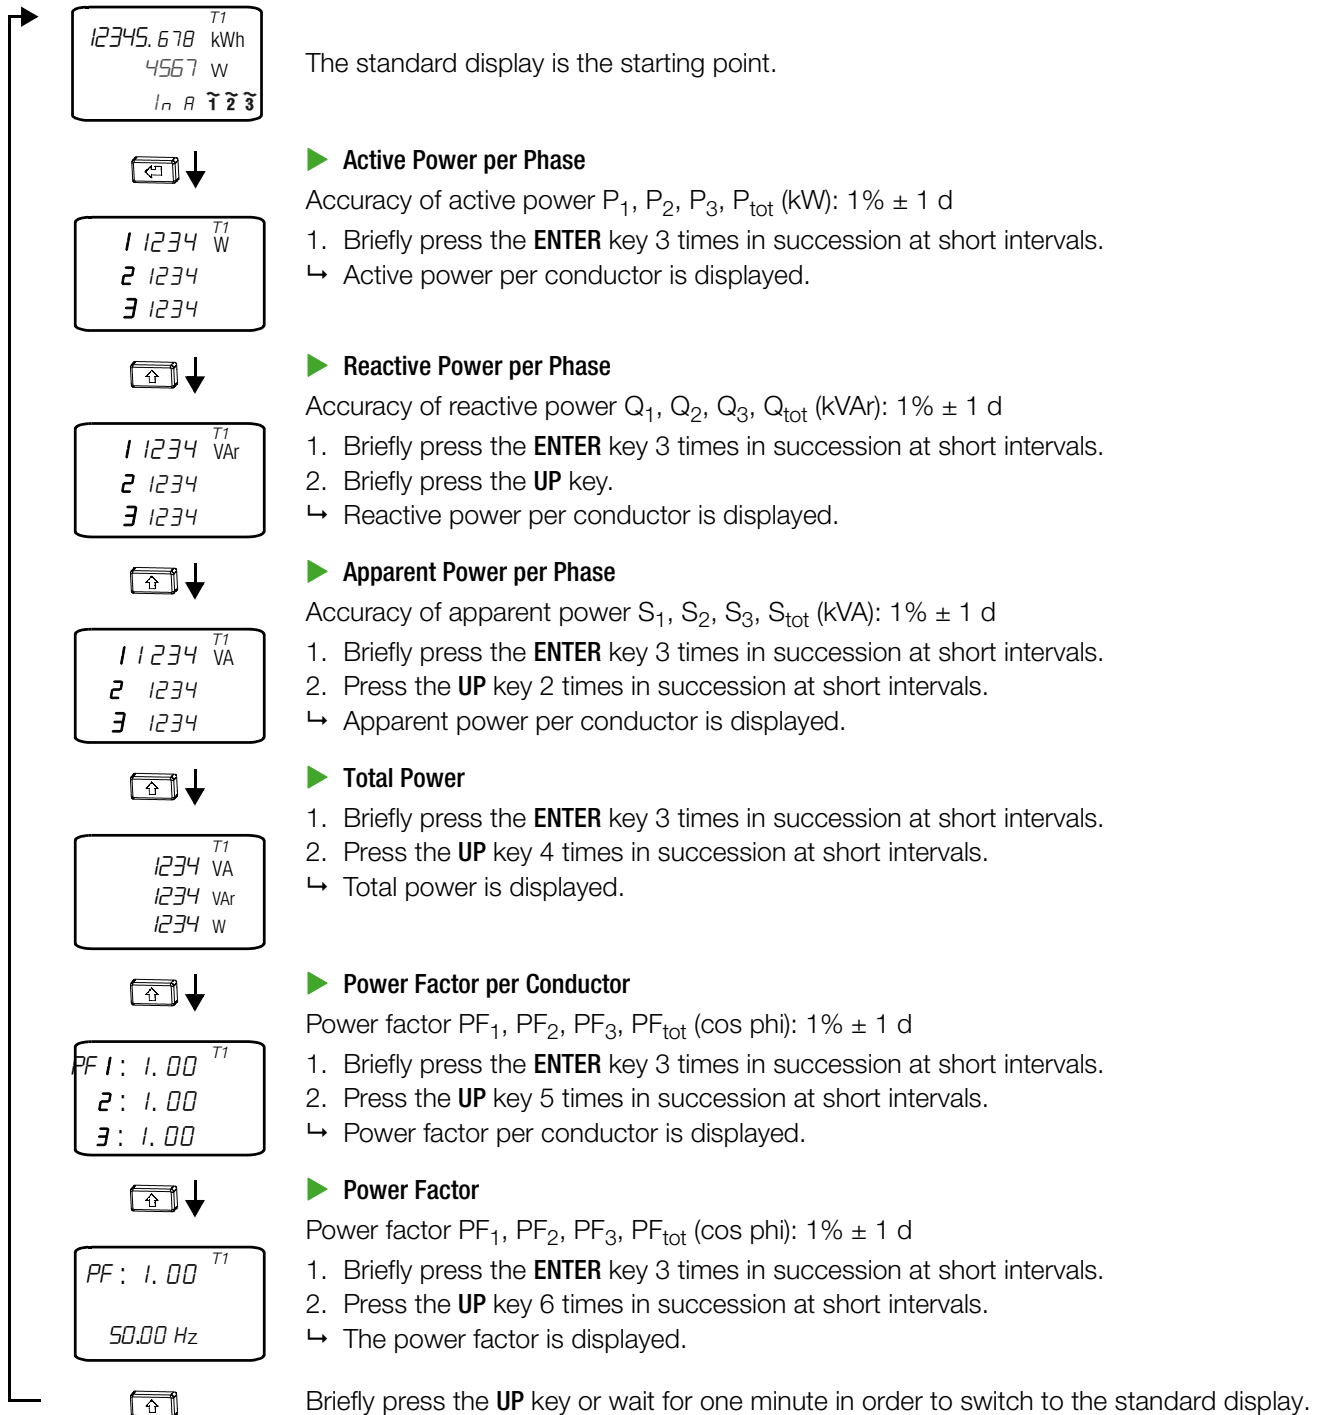 T1
12345.678 kWh
4567 W
In A 1 2 3
The standard display is the starting point.
Active Power per Phase
Accuracy of active power P1, P2, P3, Ptot (kW): 1% ± 1 d
T1
1 1234 W
2 1234
3 1234
1. Briefly press the ENTER key 3 times in succession at short intervals.
↳ Active power per conductor is displayed.
Reactive Power per Phase
Accuracy of reactive power Q1, Q2, Q3, Qtot (kVAr): 1% ± 1 d
T1
1 1234 VAr
2 1234
3 1234
1. Briefly press the ENTER key 3 times in succession at short intervals.
2. Briefly press the UP key.
↳ Reactive power per conductor is displayed.
Apparent Power per Phase
Accuracy of apparent power S1, S2, S3, Stot (kVA): 1% ± 1 d
T1
1 1234 VA
2 1234
3 1234
1. Briefly press the ENTER key 3 times in succession at short intervals.
2. Press the UP key 2 times in succession at short intervals.
↳ Apparent power per conductor is displayed.
Total Power
1. Briefly press the ENTER key 3 times in succession at short intervals.
2. Press the UP key 4 times in succession at short intervals.
↳ Total power is displayed.
T1
1234 VA
1234 VAr
1234 W
Power Factor per Conductor
Power factor PF1, PF2, PF3, PFtot (cos phi): 1% ± 1 d
T1
PF 1: 1.00
2: 1.00
3: 1.00
1. Briefly press the ENTER key 3 times in succession at short intervals.
2. Press the UP key 5 times in succession at short intervals.
↳ Power factor per conductor is displayed.
Power Factor
Power factor PF1, PF2, PF3, PFtot (cos phi): 1% ± 1 d
T1
PF: 1.00
50.00 Hz
1. Briefly press the ENTER key 3 times in succession at short intervals.
2. Press the UP key 6 times in succession at short intervals.
↳ The power factor is displayed.
Briefly press the UP key or wait for one minute in order to switch to the standard display.